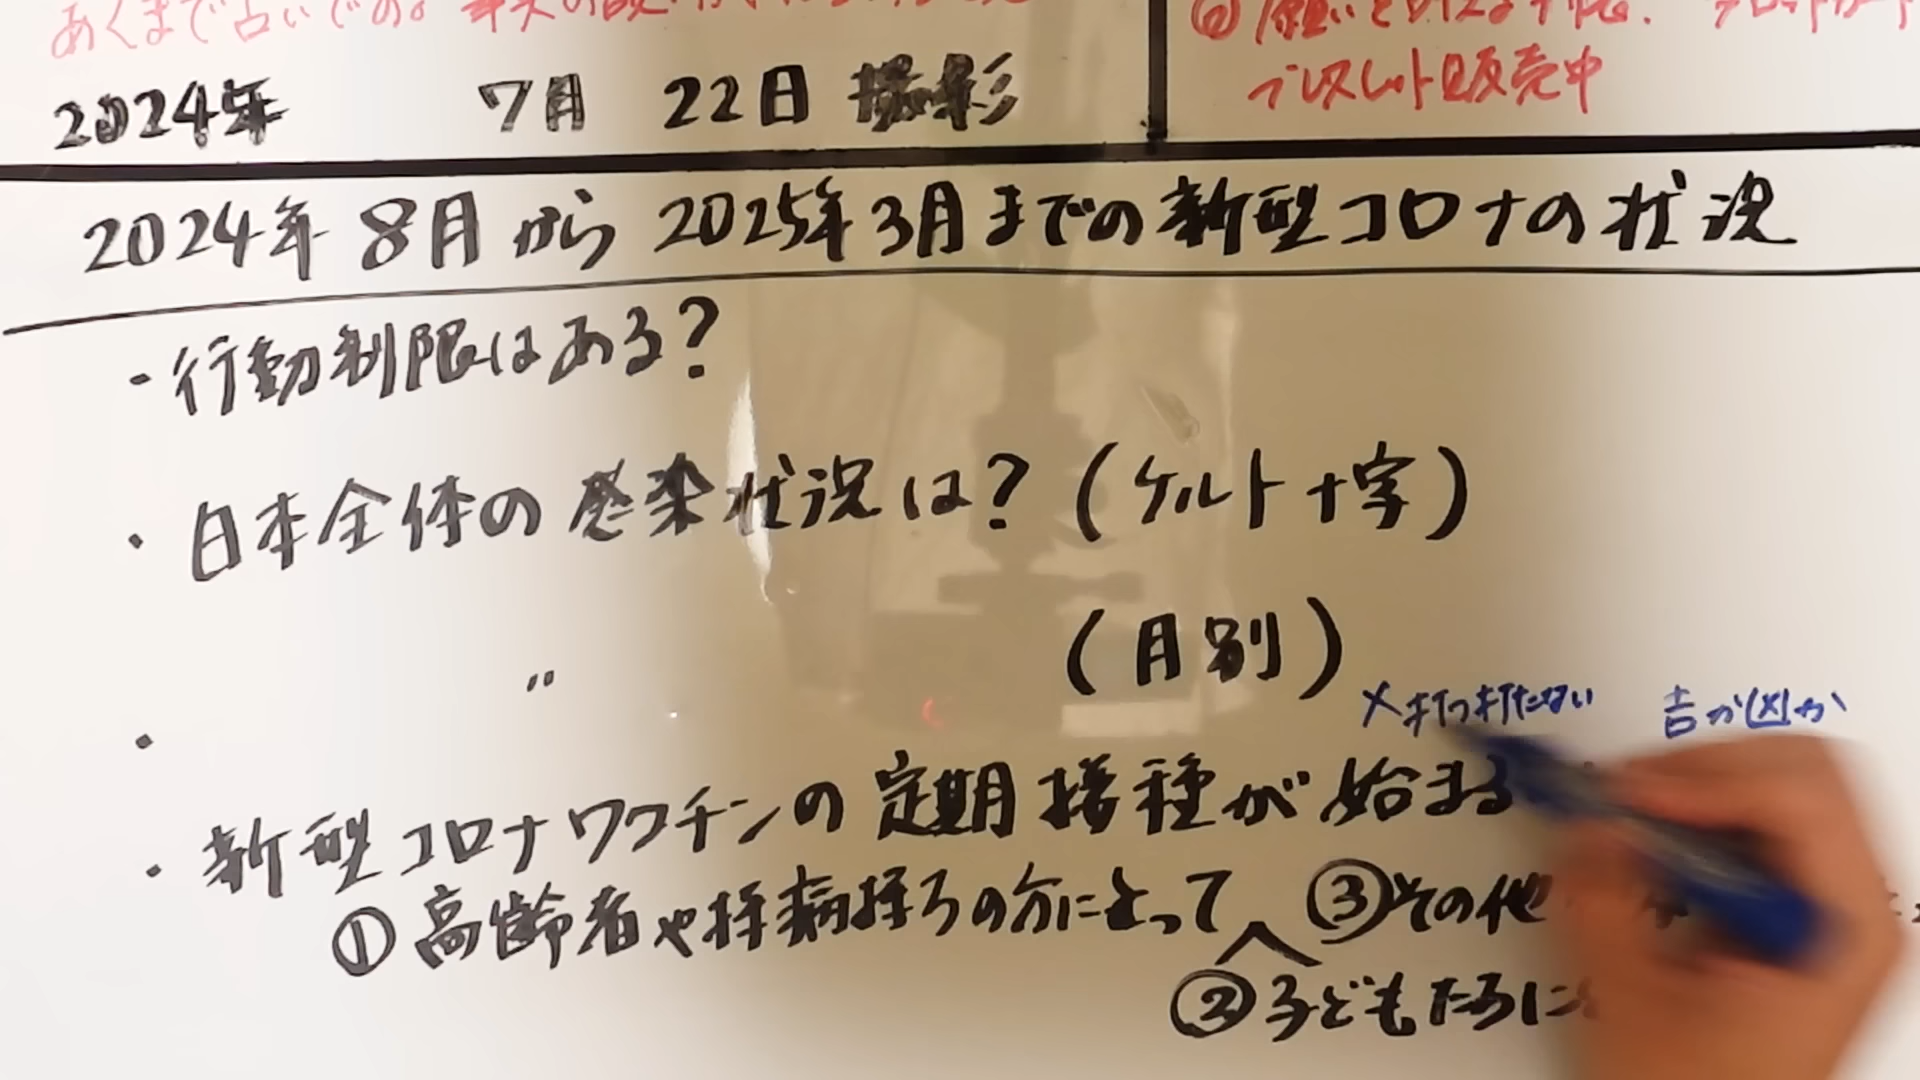 あくまで占いでの。
② 願いを
ブレスレット販売中
2024年 7月 22日 撮影
2024年 8月 から 2025年 3月 までの 新型コロナの 状況
・行動制限はある?
・日本全体の 感染状況は? (ケルト十字)
・ 〃 (月別)
×打つ打たない 吉か凶か
・新型コロナワクチンの 定期接種が始まる
①高齢者や持病持ちの方にとって ③その他
②子どもたちに